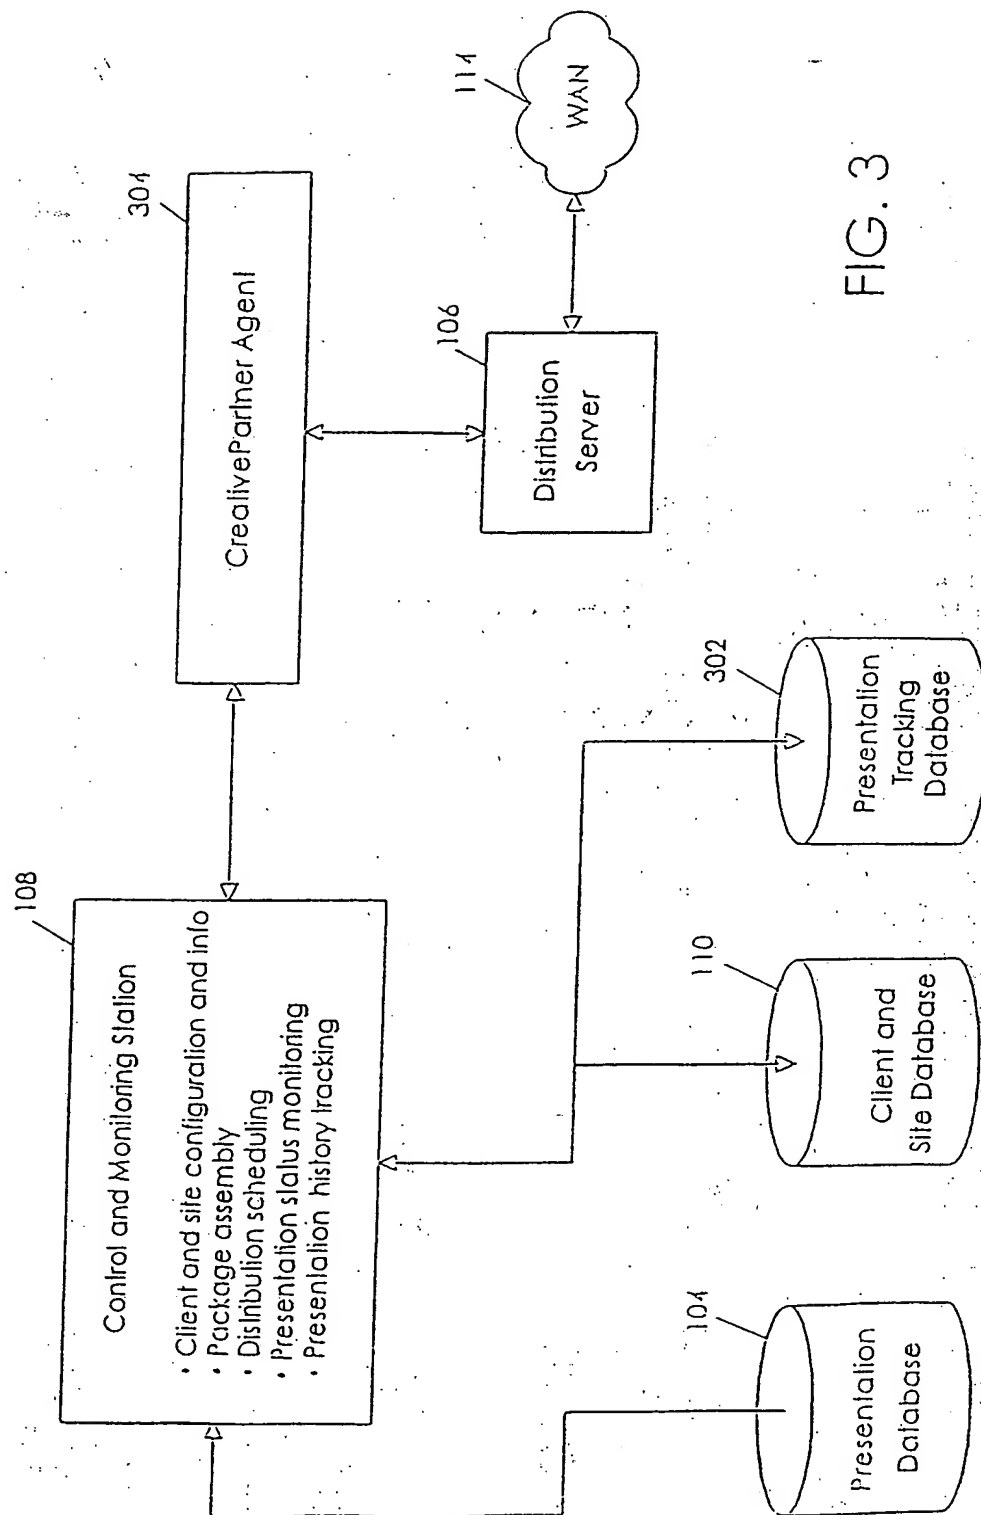 108
Control and Monitoring Station
• Client and site configuration and info
• Package assembly
• Distribution scheduling
• Presentation status monitoring
• Presentation history tracking
304
CreativePartner Agent
106
Distribution
Server
114
WAN
104
Presentation
Database
110
Client and
Site Database
302
Presentation
Tracking
Database
FIG. 3